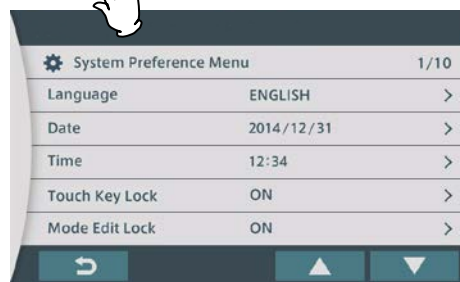 System Preference Menu 1/10
Language ENGLISH >
Date 2014/12/31 >
Time 12:34 >
Touch Key Lock ON >
Mode Edit Lock ON >